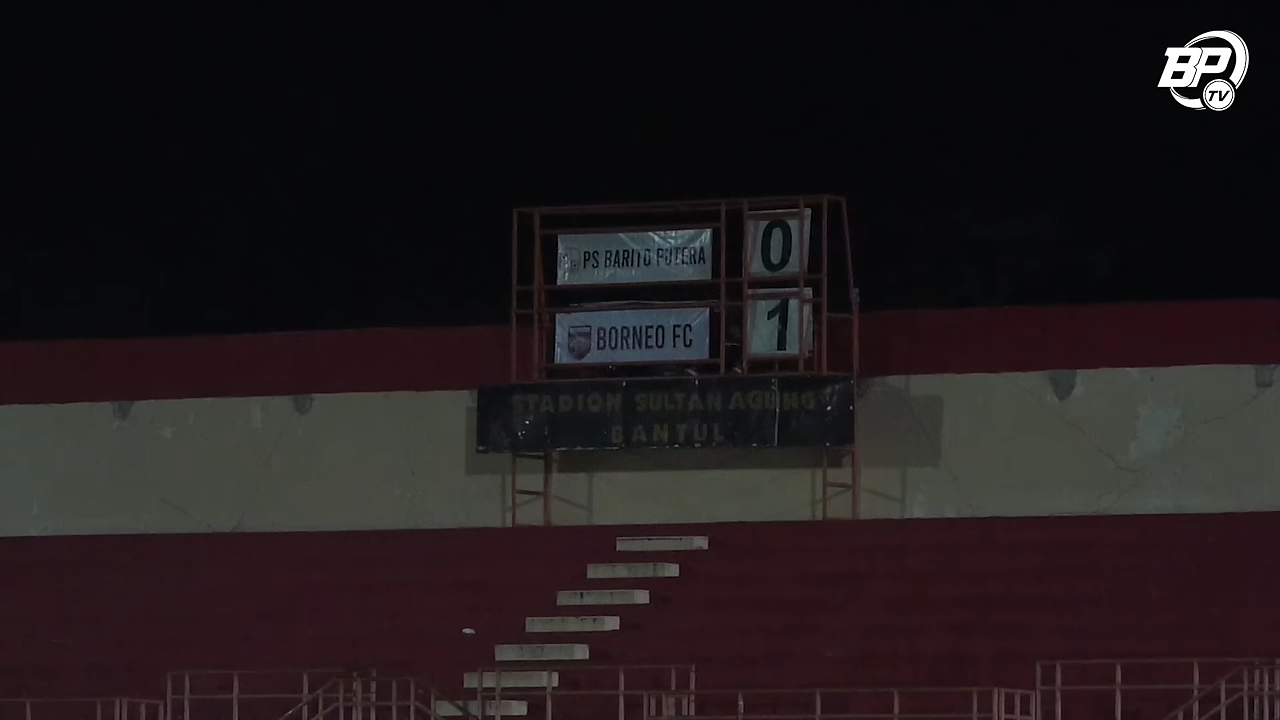 BP
TV
PS BARITO PUTERA 0
BORNEO FC 1
STADION SULTAN AGUNG
BANTUL